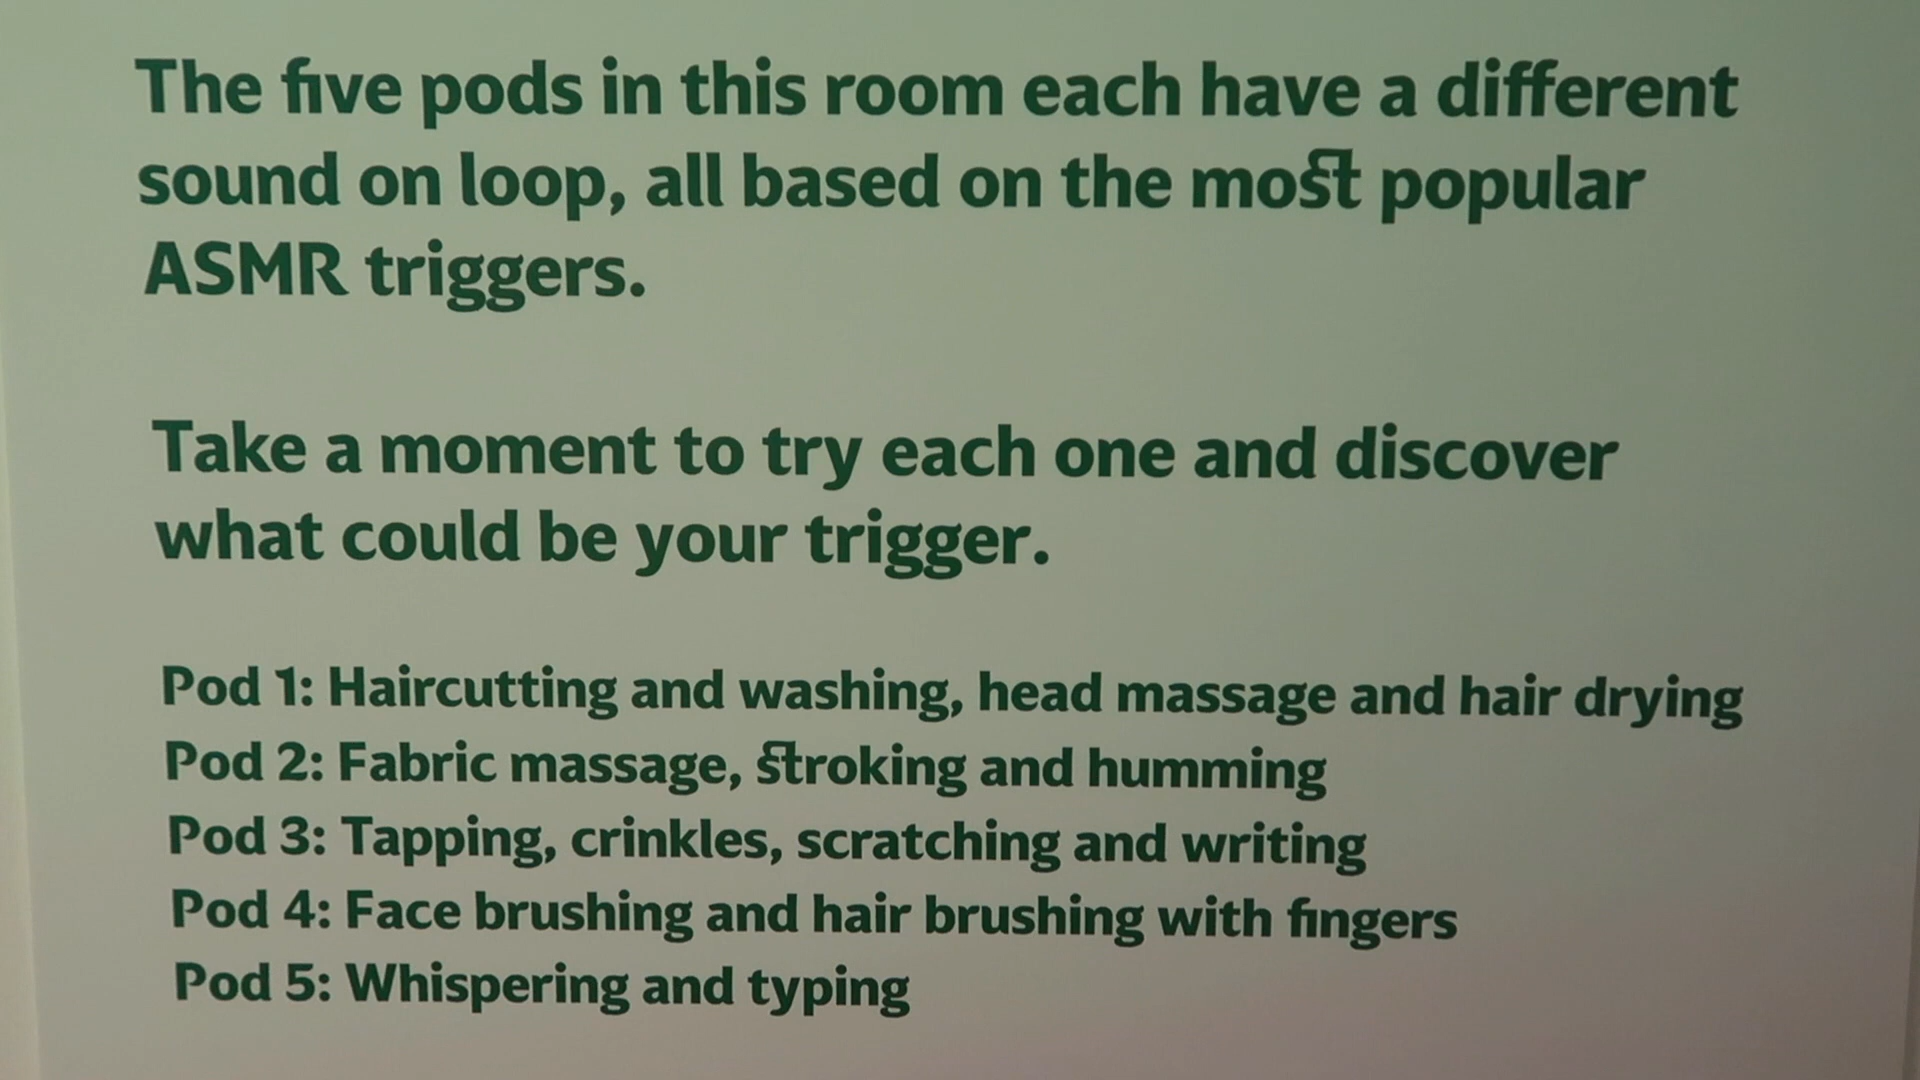 The five pods in this room each have a different
sound on loop, all based on the most popular
ASMR triggers.
Take a moment to try each one and discover
what could be your trigger.
Pod 1: Haircutting and washing, head massage and hair drying
Pod 2: Fabric massage, stroking and humming
Pod 3: Tapping, crinkles, scratching and writing
Pod 4: Face brushing and hair brushing with fingers
Pod 5: Whispering and typing